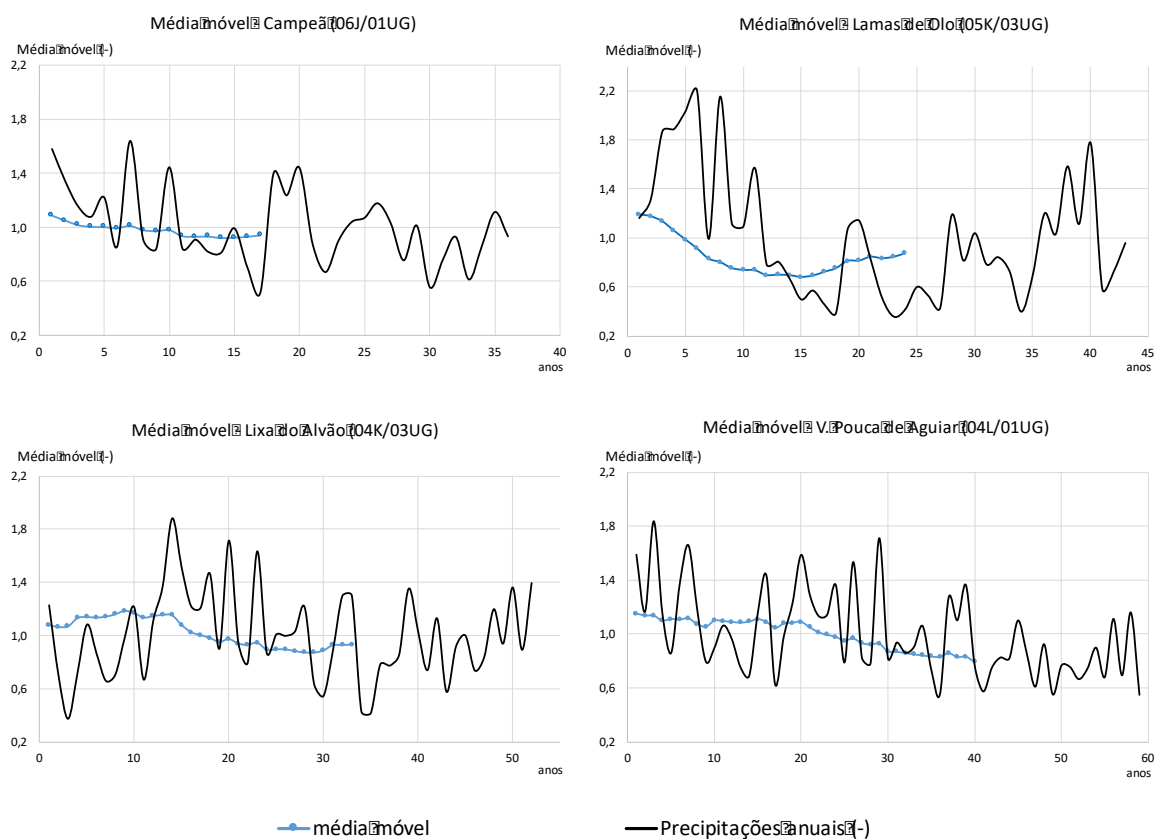 Média móvel - Campeã (06J/01UG)
Média móvel (-)
2,2
1,8
1,4
1,0
0,6
0,2
0 5 10 15 20 25 30 35 40
anos
Média móvel - Lamas de Olo (05K/03UG)
Média móvel (-)
2,2
1,8
1,4
1,0
0,6
0,2
0 5 10 15 20 25 30 35 40 45
anos
Média móvel - Lixa do Alvão (04K/03UG)
Média móvel (-)
2,2
1,8
1,4
1,0
0,6
0,2
0 10 20 30 40 50
anos
Média móvel - V. Pouca de Aguiar (04L/01UG)
Média móvel (-)
2,2
1,8
1,4
1,0
0,6
0,2
0 10 20 30 40 50 60
anos
média móvel Precipitações anuais (-)